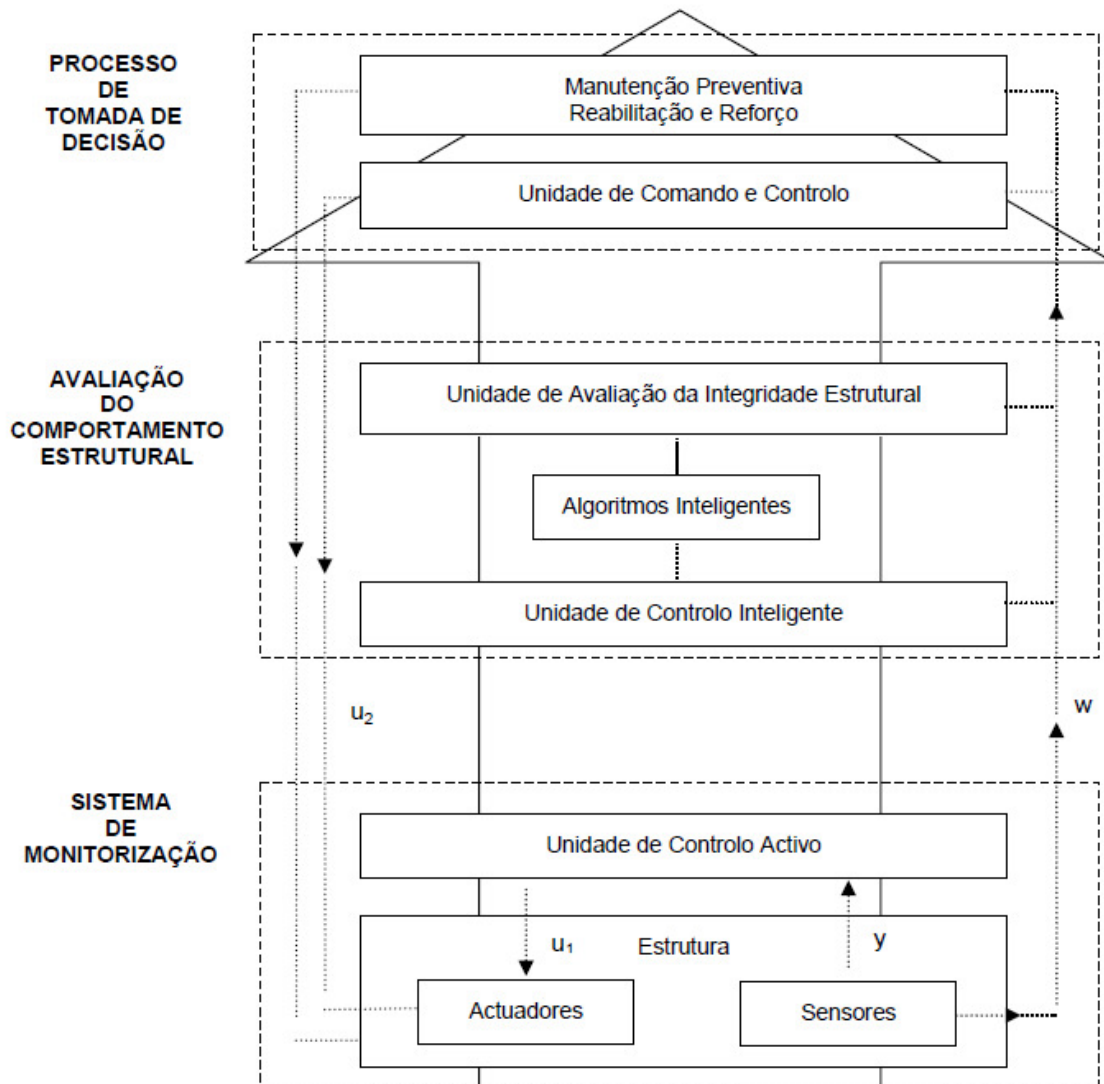 PROCESSO
DE
TOMADA DE
DECISÃO
Manutenção Preventiva
Reabilitação e Reforço
Unidade de Comando e Controlo
AVALIAÇÃO
DO
COMPORTAMENTO
ESTRUTURAL
Unidade de Avaliação da Integridade Estrutural
Algoritmos Inteligentes
Unidade de Controlo Inteligente
u₂
w
SISTEMA
DE
MONITORIZAÇÃO
Unidade de Controlo Activo
u₁
Estrutura
y
Actuadores
Sensores